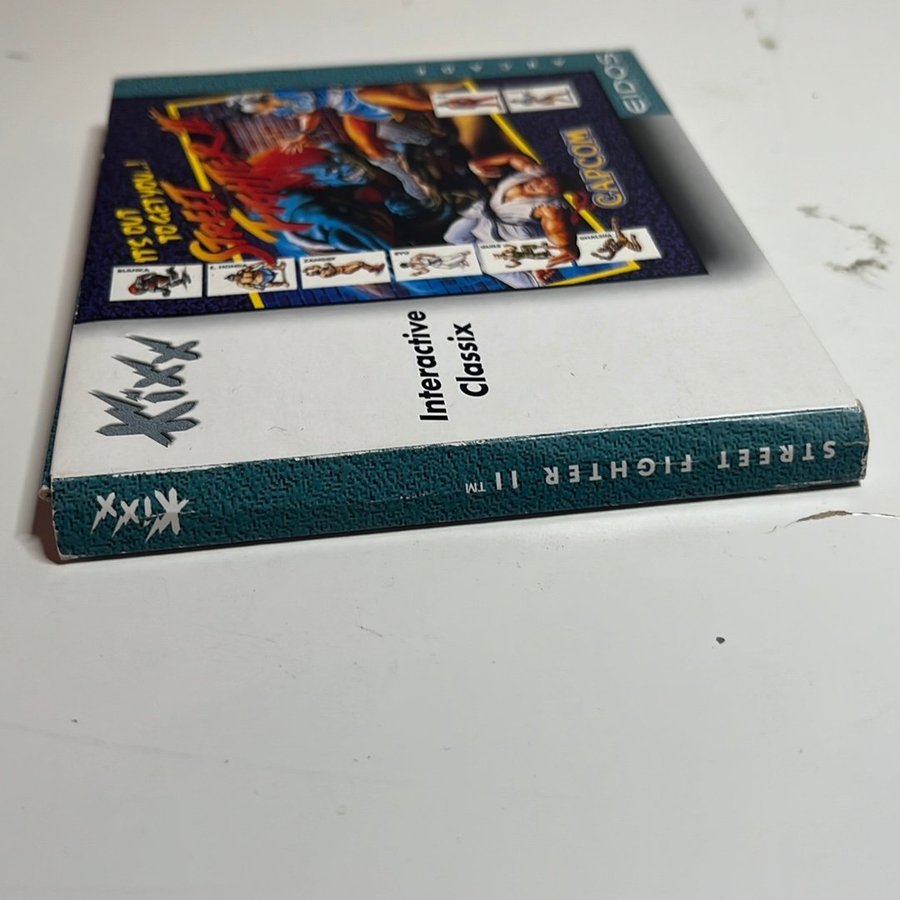 EIDOS
IT'S OUT
TO GET YOU..!
STREET
FIGHTER II
CAPCOM
BLANKA
E. HONDA
ZANGIEF
RYU
GUILE
DHALSIM
Kixx
Interactive
Classix
Kixx
STREET FIGHTER II™